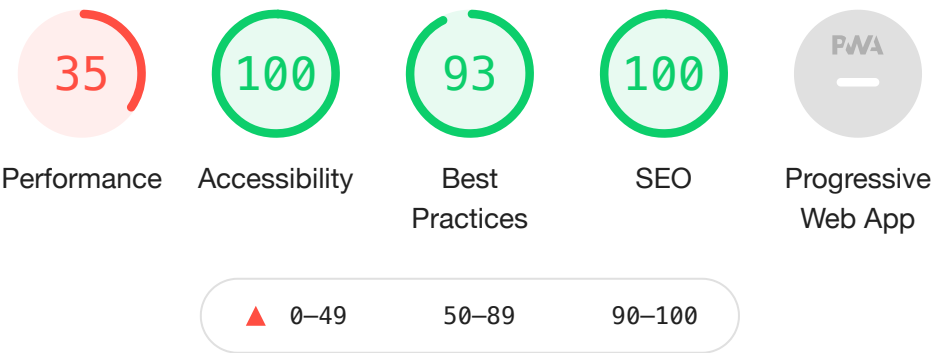 35 100 93 100 PWA
Performance Accessibility Best Practices SEO Progressive Web App
0–49 50–89 90–100